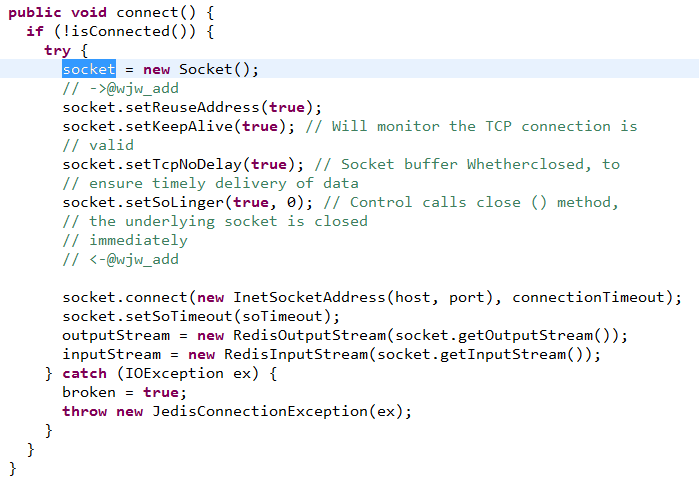 public void connect() {
  if (!isConnected()) {
    try {
      socket = new Socket();
      // ->@wjw_add
      socket.setReuseAddress(true);
      socket.setKeepAlive(true); // Will monitor the TCP connection is
      // valid
      socket.setTcpNoDelay(true); // Socket buffer Whetherclosed, to
      // ensure timely delivery of data
      socket.setSoLinger(true, 0); // Control calls close () method,
      // the underlying socket is closed
      // immediately
      // <-@wjw_add

      socket.connect(new InetSocketAddress(host, port), connectionTimeout);
      socket.setSoTimeout(soTimeout);
      outputStream = new RedisOutputStream(socket.getOutputStream());
      inputStream = new RedisInputStream(socket.getInputStream());
    } catch (IOException ex) {
      broken = true;
      throw new JedisConnectionException(ex);
    }
  }
}